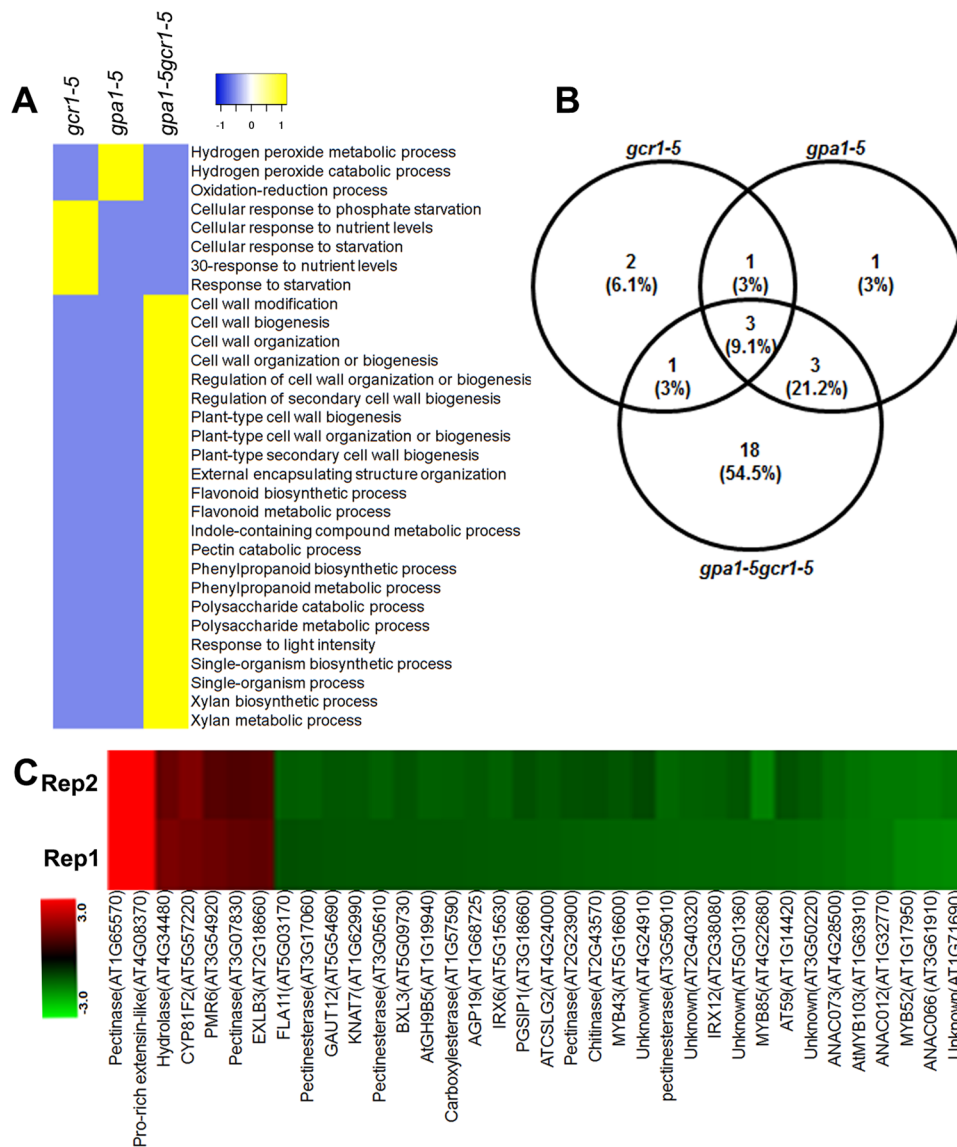 A
gcr1-5
gpa1-5
gpa1-5gcr1-5
-1 0 1
Hydrogen peroxide metabolic process
Hydrogen peroxide catabolic process
Oxidation-reduction process
Cellular response to phosphate starvation
Cellular response to nutrient levels
Cellular response to starvation
30-response to nutrient levels
Response to starvation
Cell wall modification
Cell wall biogenesis
Cell wall organization
Cell wall organization or biogenesis
Regulation of cell wall organization or biogenesis
Regulation of secondary cell wall biogenesis
Plant-type cell wall biogenesis
Plant-type cell wall organization or biogenesis
Plant-type secondary cell wall biogenesis
External encapsulating structure organization
Flavonoid biosynthetic process
Flavonoid metabolic process
Indole-containing compound metabolic process
Pectin catabolic process
Phenylpropanoid biosynthetic process
Phenylpropanoid metabolic process
Polysaccharide catabolic process
Polysaccharide metabolic process
Response to light intensity
Single-organism biosynthetic process
Single-organism process
Xylan biosynthetic process
Xylan metabolic process
B
gcr1-5
gpa1-5
2
(6.1%)
1
(3%)
1
(3%)
3
(9.1%)
1
(3%)
3
(21.2%)
18
(54.5%)
gpa1-5gcr1-5
C
Rep2
Rep1
3.0
-3.0
Pectinase(AT1G65570)
Pro-rich extensin-like(AT4G08370)
Hydrolase(AT4G34480)
CYP81F2(AT5G57220)
PMR6(AT3G54920)
Pectinase(AT3G07830)
EXLB3(AT2G18660)
FLA11(AT5G03170)
Pectinesterase(AT3G17060)
GAUT12(AT5G54690)
KNAT7(AT1G62990)
Pectinesterase(AT3G05610)
BXL3(AT5G09730)
AtGH9B5(AT1G19940)
Carboxylesterase(AT1G57590)
AGP19(AT1G68725)
IRX6(AT5G15630)
PGSIP1(AT3G18660)
ATCSLG2(AT4G24000)
Pectinase(AT2G23900)
Chitinase(AT2G43570)
MYB43(AT5G16600)
Unknown(AT4G24910)
pectinesterase(AT3G59010)
Unknown(AT2G40320)
IRX12(AT2G38080)
Unknown(AT5G01360)
MYB85(AT4G22680)
AT59(AT1G14420)
Unknown(AT3G50220)
ANAC073(AT4G28500)
AtMYB103(AT1G63910)
ANAC012(AT1G32770)
MYB52(AT1G17950)
ANAC066(AT3G61910)
Unknown(AT1G71690)